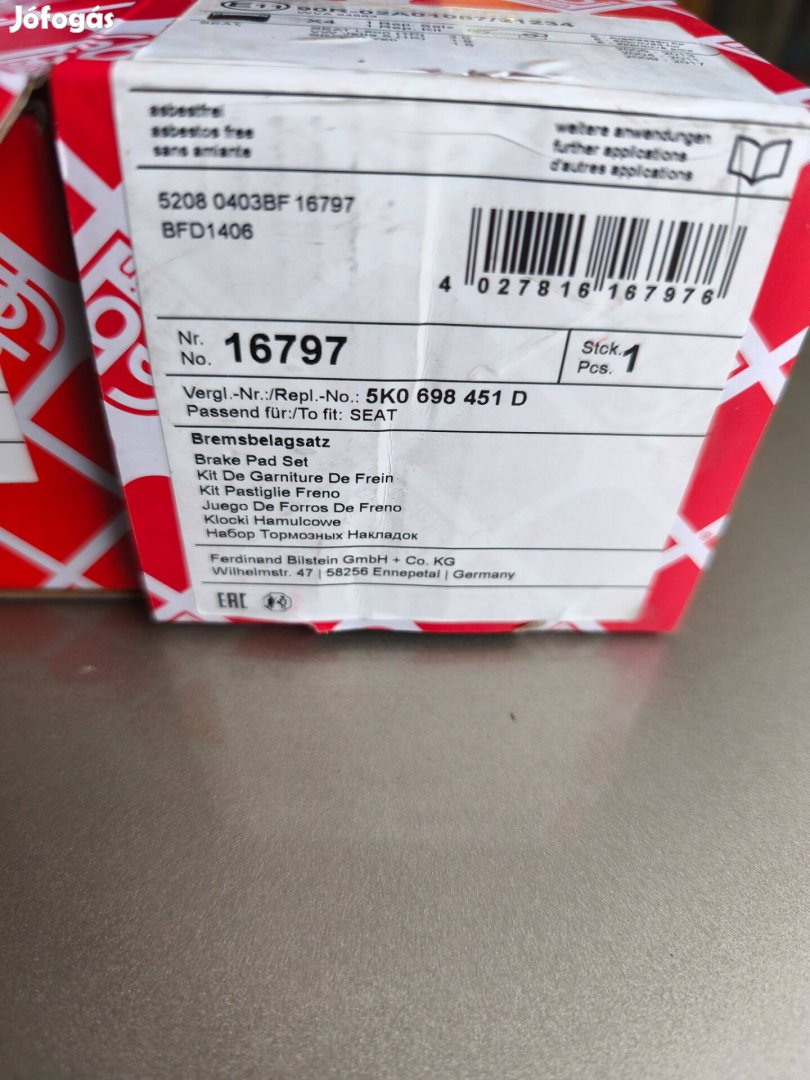 Jófogás
asbestfrei
asbestos free
sans amiante
weitere anwendungen
further applications
d'autres applications
5208 0403BF 16797
BFD1406
4 027816 167976
Nr.
No. 16797
Stck.
Pcs. 1
Vergl.-Nr.:/Repl.-No.: 5K0 698 451 D
Passend für:/To fit: SEAT
Bremsbelagsatz
Brake Pad Set
Kit De Garniture De Frein
Kit Pastiglie Freno
Juego De Forros De Freno
Klocki Hamulcowe
Набор Тормозных Накладок
Ferdinand Bilstein GmbH + Co. KG
Wilhelmstr. 47 | 58256 Ennepetal | Germany
EAC